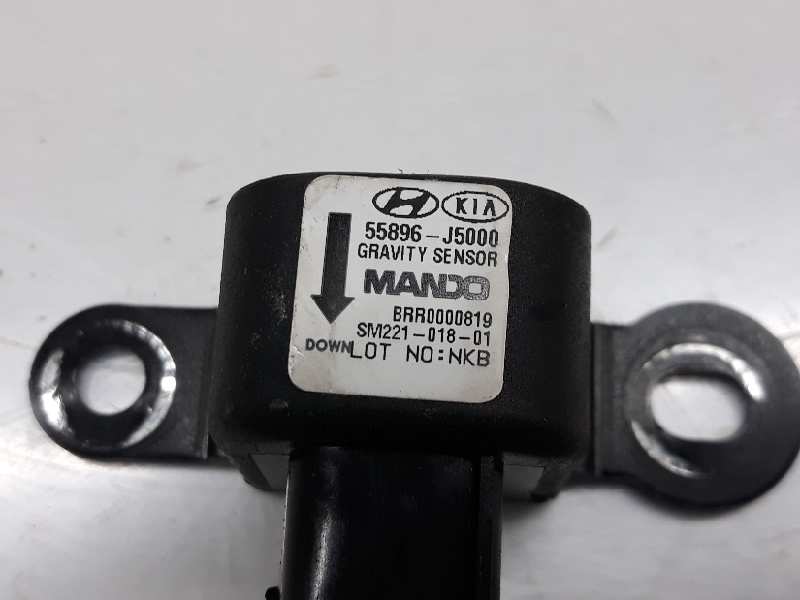 KIA
55896-J5000
GRAVITY SENSOR
MANDO
BRR0000819
SM221-018-01
DOWN LOT NO:NKB